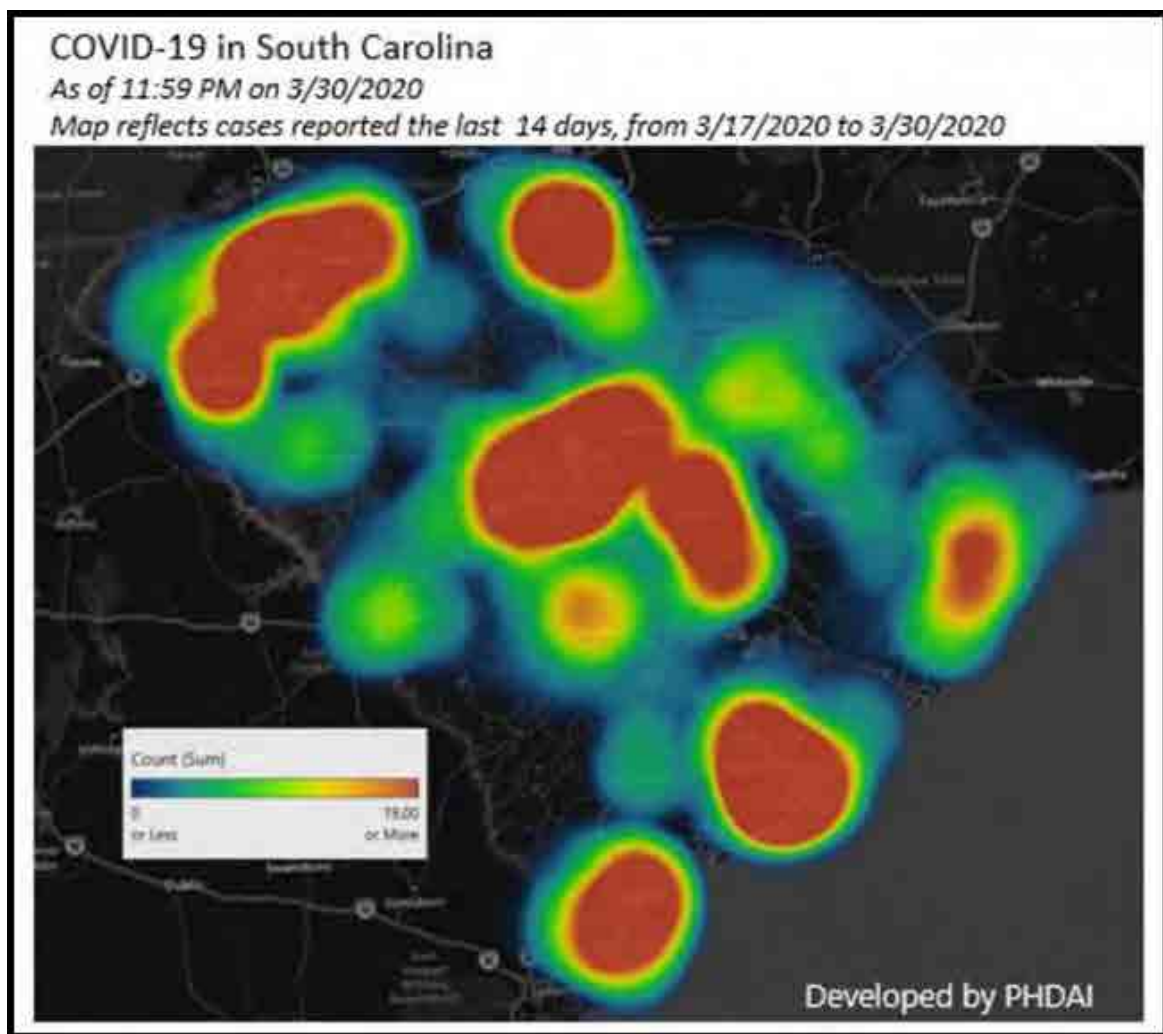 COVID-19 in South Carolina
As of 11:59 PM on 3/30/2020
Map reflects cases reported the last 14 days, from 3/17/2020 to 3/30/2020
Count (Sum)
0
19.00
or Less
or More
Dublin
Developed by PHDAI